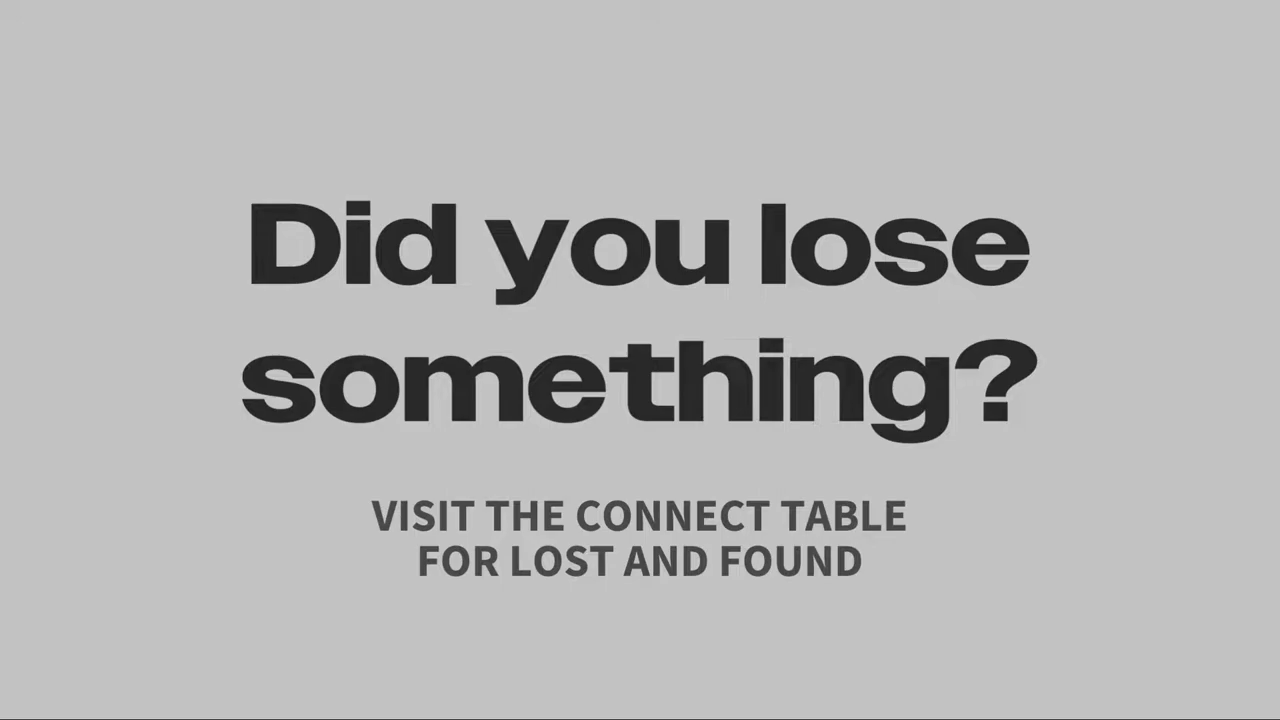 Did you lose
something?
VISIT THE CONNECT TABLE
FOR LOST AND FOUND